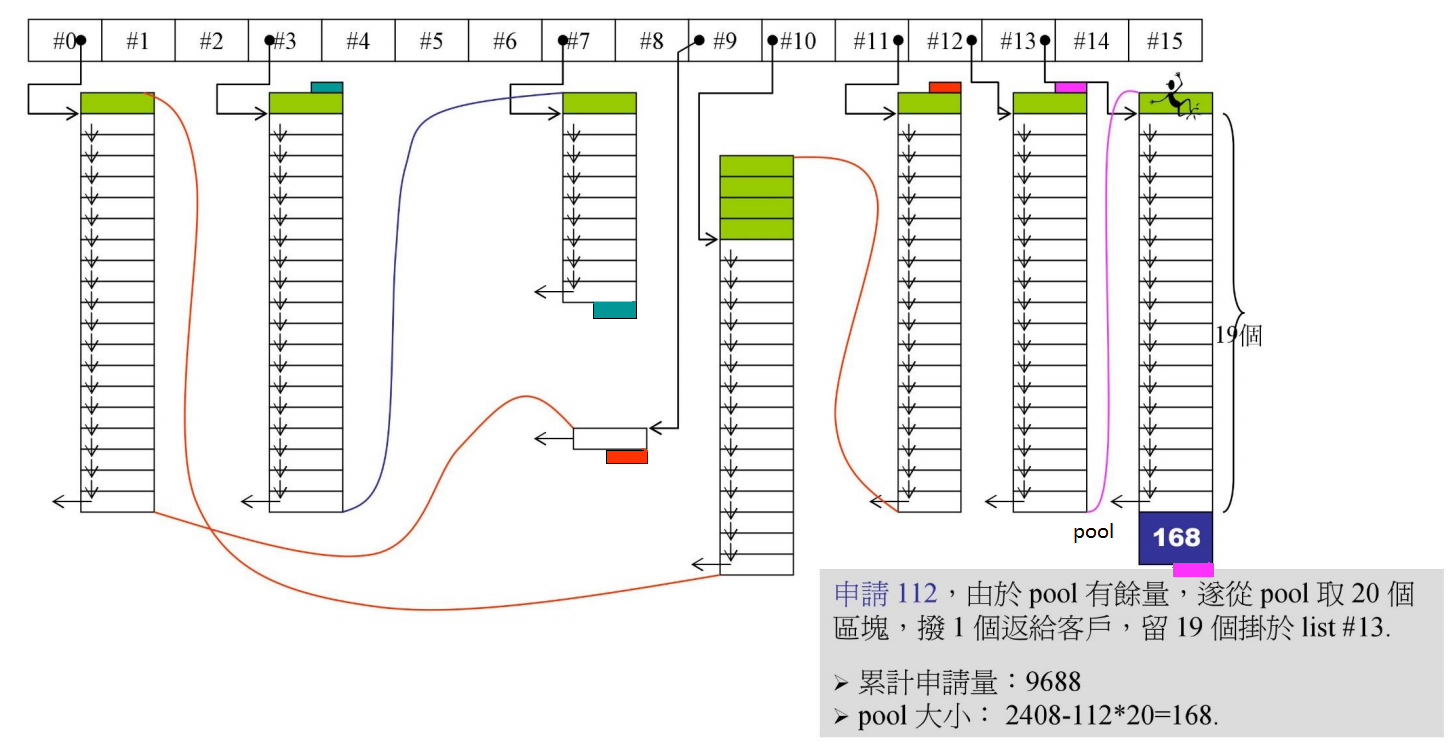 #0 #1 #2 #3 #4 #5 #6 #7 #8 #9 #10 #11 #12 #13 #14 #15
19個
pool
168
申請 112，由於 pool 有餘量，遂從 pool 取 20 個
區塊，撥 1 個返給客戶，留 19 個掛於 list #13.
➢ 累計申請量：9688
➢ pool 大小： 2408-112*20=168.